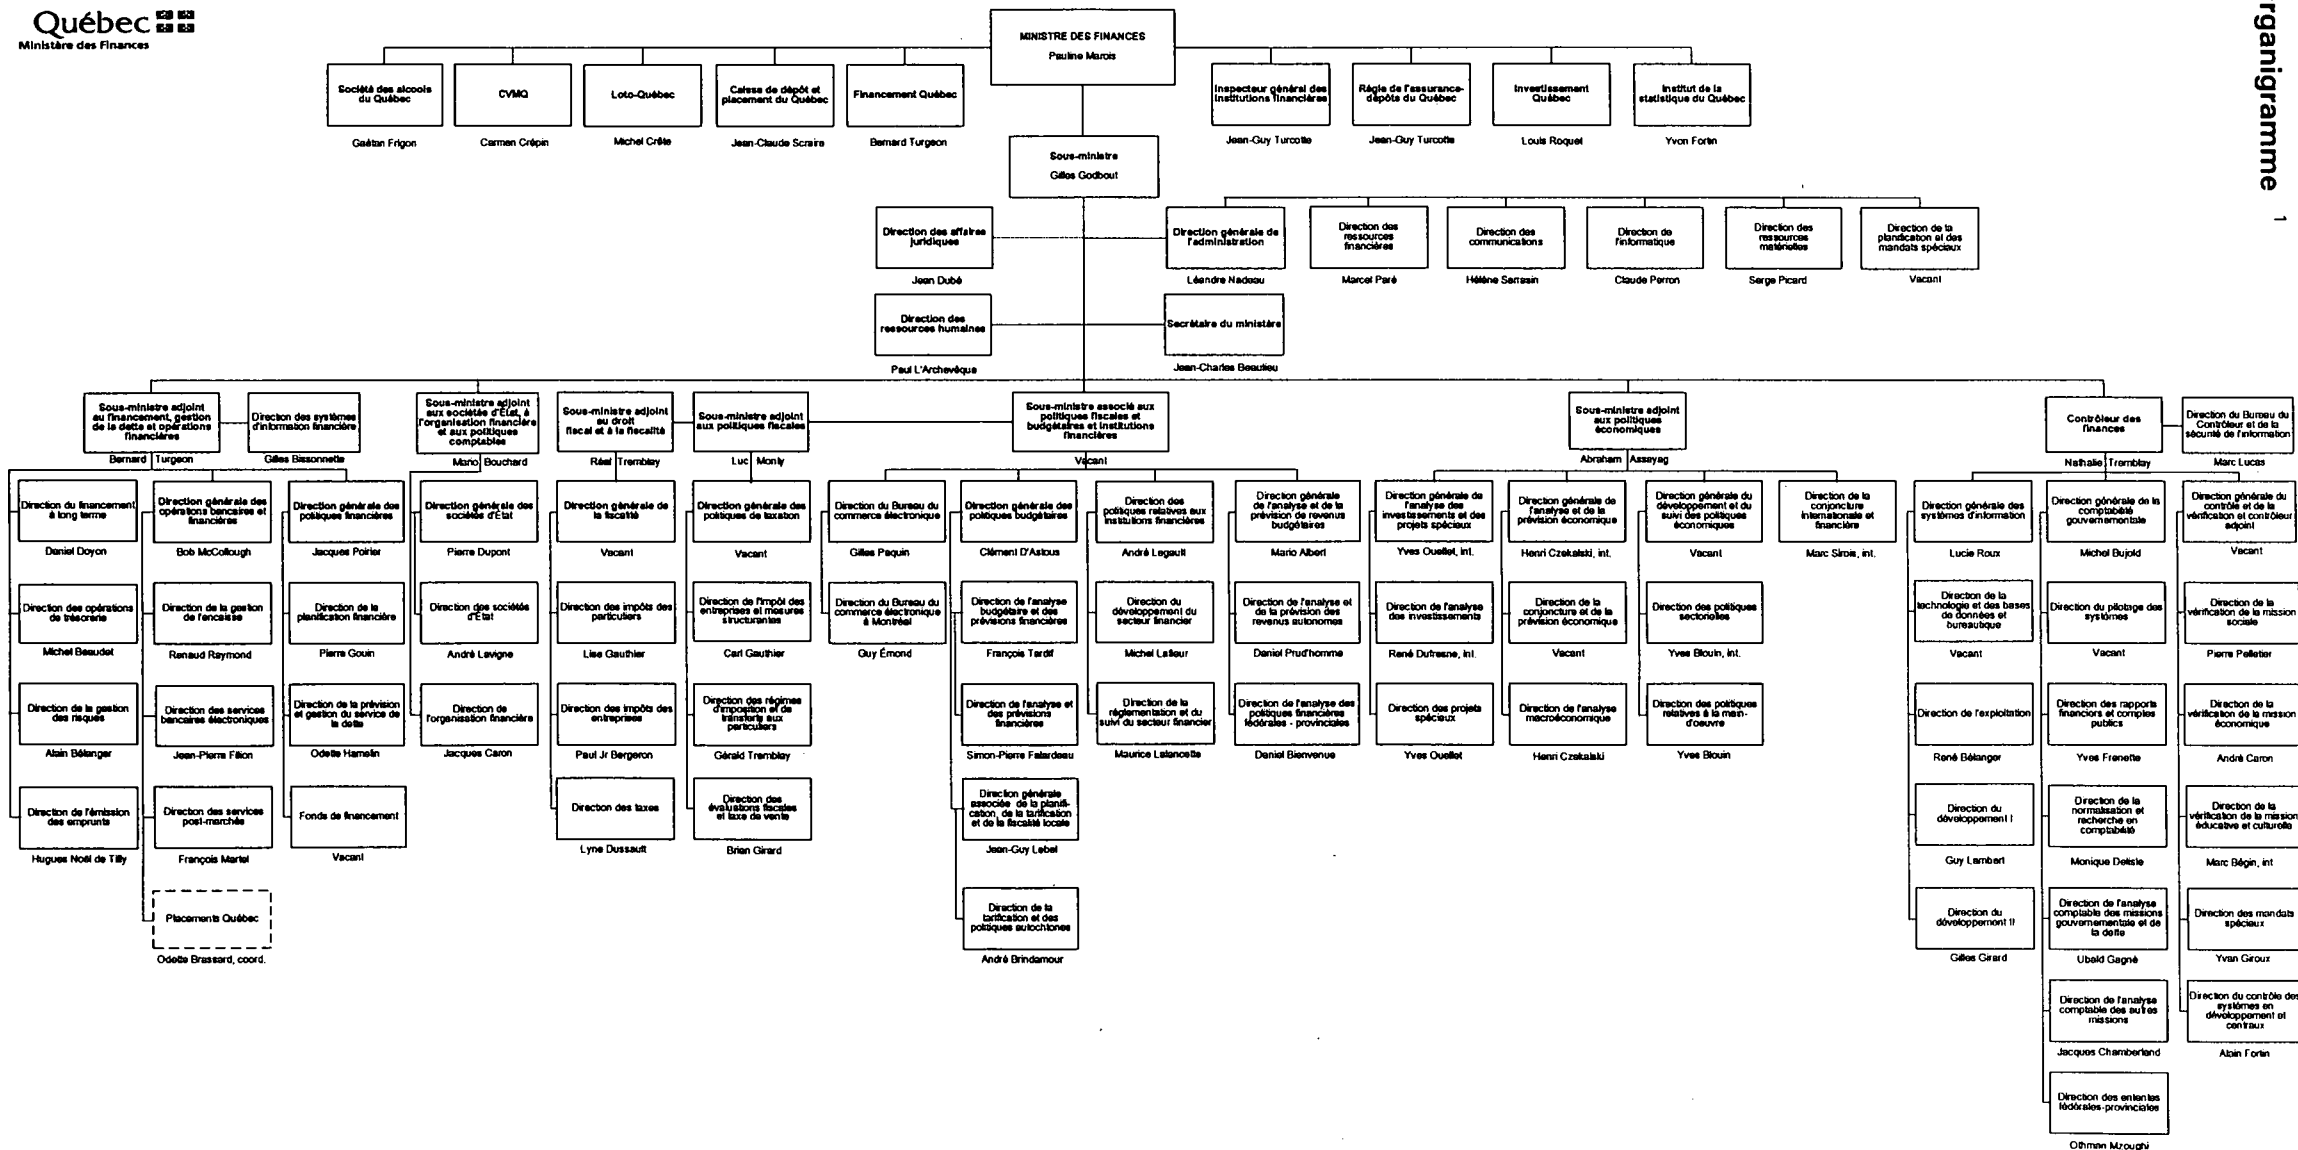 Québec
Ministère des Finances
rganigramme
1
MINISTRE DES FINANCES
Pauline Marois
Société des alcools
du Québec
Gaétan Frigon
CVMQ
Carmen Crépin
Loto-Québec
Michel Crête
Caisse de dépôt et
placement du Québec
Jean-Claude Scraire
Financement Québec
Bernard Turgeon
Inspecteur général des
institutions financières
Jean-Guy Turcotte
Régie de l'assurance-
dépôts du Québec
Jean-Guy Turcotte
Investissement
Québec
Louis Roquet
Institut de la
statistique du Québec
Yvon Fortin
Sous-ministre
Gilles Godbout
Direction des affaires
juridiques
Jean Dubé
Direction générale de
l'administration
Léandre Nadeau
Direction des
ressources
financières
Marcel Paré
Direction des
communications
Hélène Sarrasin
Direction de
l'informatique
Claude Perron
Direction des
ressources
matérielles
Serge Picard
Direction de la
planification et des
mandats spéciaux
Vacant
Direction des
ressources humaines
Paul L'Archevêque
Secrétaire du ministère
Jean-Charles Beaulieu
Sous-ministre adjoint
au financement, gestion
de la dette et opérations
financières
Bernard Turgeon
Direction des systèmes
d'information financière
Gilles Bissonnette
Sous-ministre adjoint
aux sociétés d'État, à
l'organisation financière
et aux politiques
comptables
Mario Bouchard
Sous-ministre adjoint
au droit
fiscal et à la fiscalité
Réal Tremblay
Sous-ministre adjoint
aux politiques fiscales
Luc Monty
Sous-ministre associé aux
politiques fiscales et
budgétaires et institutions
financières
Vacant
Sous-ministre adjoint
aux politiques
économiques
Abraham Assayag
Contrôleur des
finances
Nathalie Tremblay
Direction du Bureau du
Contrôleur et de la
sécurité de l'information
Marc Lucas
Direction du financement
à long terme
Daniel Doyon
Direction générale des
opérations bancaires et
financières
Bob McCollough
Direction générale des
politiques financières
Jacques Poirier
Direction générale des
sociétés d'État
Pierre Dupont
Direction générale de
la fiscalité
Vacant
Direction générale des
politiques de taxation
Vacant
Direction du Bureau du
commerce électronique
Gilles Paquin
Direction générale des
politiques budgétaires
Clément D'Astous
Direction des
politiques relatives aux
institutions financières
André Legault
Direction générale
de l'analyse et de la
prévision de revenus
budgétaires
Mario Albert
Direction générale de
l'analyse des
investissements et des
projets spéciaux
Yves Ouellet, int.
Direction générale de
l'analyse et de la
prévision économique
Henri Czekalski, int.
Direction générale du
développement et du
suivi des politiques
économiques
Vacant
Direction de la
conjoncture
internationale et
financière
Marc Sirois, int.
Direction générale des
systèmes d'information
Lucie Roux
Direction générale de la
comptabilité
gouvernementale
Michel Bujold
Direction générale du
contrôle et de la
vérification et contrôleur
adjoint
Vacant
Direction des opérations
de trésorerie
Michel Beaudet
Direction de la gestion
de l'encaisse
Renaud Raymond
Direction de la
planification financière
Pierre Gouin
Direction des sociétés
d'État
André Lavigne
Direction des impôts des
particuliers
Lise Gauthier
Direction de l'impôt des
entreprises et mesures
structurantes
Carl Gauthier
Direction du Bureau du
commerce électronique
à Montréal
Guy Émond
Direction de l'analyse
budgétaire et des
prévisions financières
François Tardif
Direction du
développement du
secteur financier
Michel Lafleur
Direction de l'analyse et
de la prévision des
revenus autonomes
Daniel Prud'homme
Direction de l'analyse
des investissements
René Dufresne, int.
Direction de la
conjoncture et de la
prévision économique
Vacant
Direction des politiques
sectorielles
Yves Blouin, int.
Direction de la
technologie et des bases
de données et
bureautique
Vacant
Direction du pilotage des
systèmes
Vacant
Direction de la
vérification de la mission
sociale
Pierre Pelletier
Direction de la gestion
des risques
Alain Bélanger
Direction des services
bancaires électroniques
Jean-Pierre Filion
Direction de la prévision
et gestion du service de
la dette
Odette Hamelin
Direction de
l'organisation financière
Jacques Caron
Direction des impôts des
entreprises
Paul Jr Bergeron
Direction des régimes
d'imposition et de
transferts aux
particuliers
Gérald Tremblay
Direction de l'analyse et
des prévisions
financières
Simon-Pierre Falardeau
Direction de la
réglementation et du
suivi du secteur financier
Maurice Lalancette
Direction de l'analyse des
politiques financières
fédérales - provinciales
Daniel Bienvenue
Direction des projets
spéciaux
Yves Ouellet
Direction de l'analyse
macroéconomique
Henri Czekalski
Direction des politiques
relatives à la main-
d'oeuvre
Yves Blouin
Direction de l'exploitation
René Bélanger
Direction des rapports
financiers et comptes
publics
Yves Frenette
Direction de la
vérification de la mission
économique
André Caron
Direction de l'émission
des emprunts
Hugues Noël de Tilly
Direction des services
post-marchés
François Martel
Fonds de financement
Vacant
Direction des taxes
Lyne Dussault
Direction des
évaluations fiscales
et taxe de vente
Brian Girard
Direction générale
associée de la planifi-
cation, de la tarification
et de la fiscalité locale
Jean-Guy Lebel
Direction du
développement I
Guy Lambert
Direction de la
normalisation et
recherche en
comptabilité
Monique Delisle
Direction de la
vérification de la mission
éducative et culturelle
Marc Bégin, int
Placements Québec
Odette Brassard, coord.
Direction de la
tarification et des
politiques autochtones
André Brindamour
Direction du
développement II
Gilles Girard
Direction de l'analyse
comptable des missions
gouvernementale et de
la dette
Ubald Gagné
Direction des mandats
spéciaux
Yvan Giroux
Direction de l'analyse
comptable des autres
missions
Jacques Chamberland
Direction du contrôle des
systèmes en
développement et
centraux
Alain Fortin
Direction des ententes
fédérales-provinciales
Othman Mzoughi